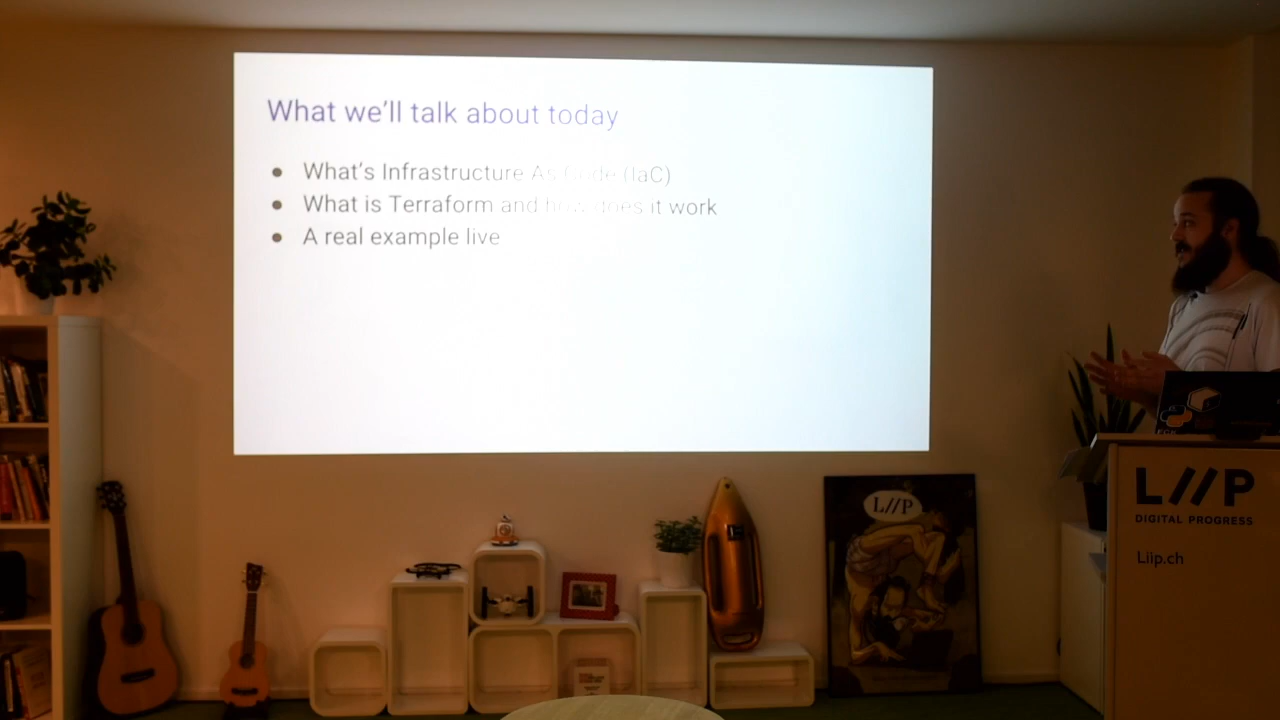 What we'll talk about today
● What's Infrastructure As Code (IaC)
● What is Terraform and how does it work
● A real example live
L//P
LIIP
DIGITAL PROGRESS
Liip.ch